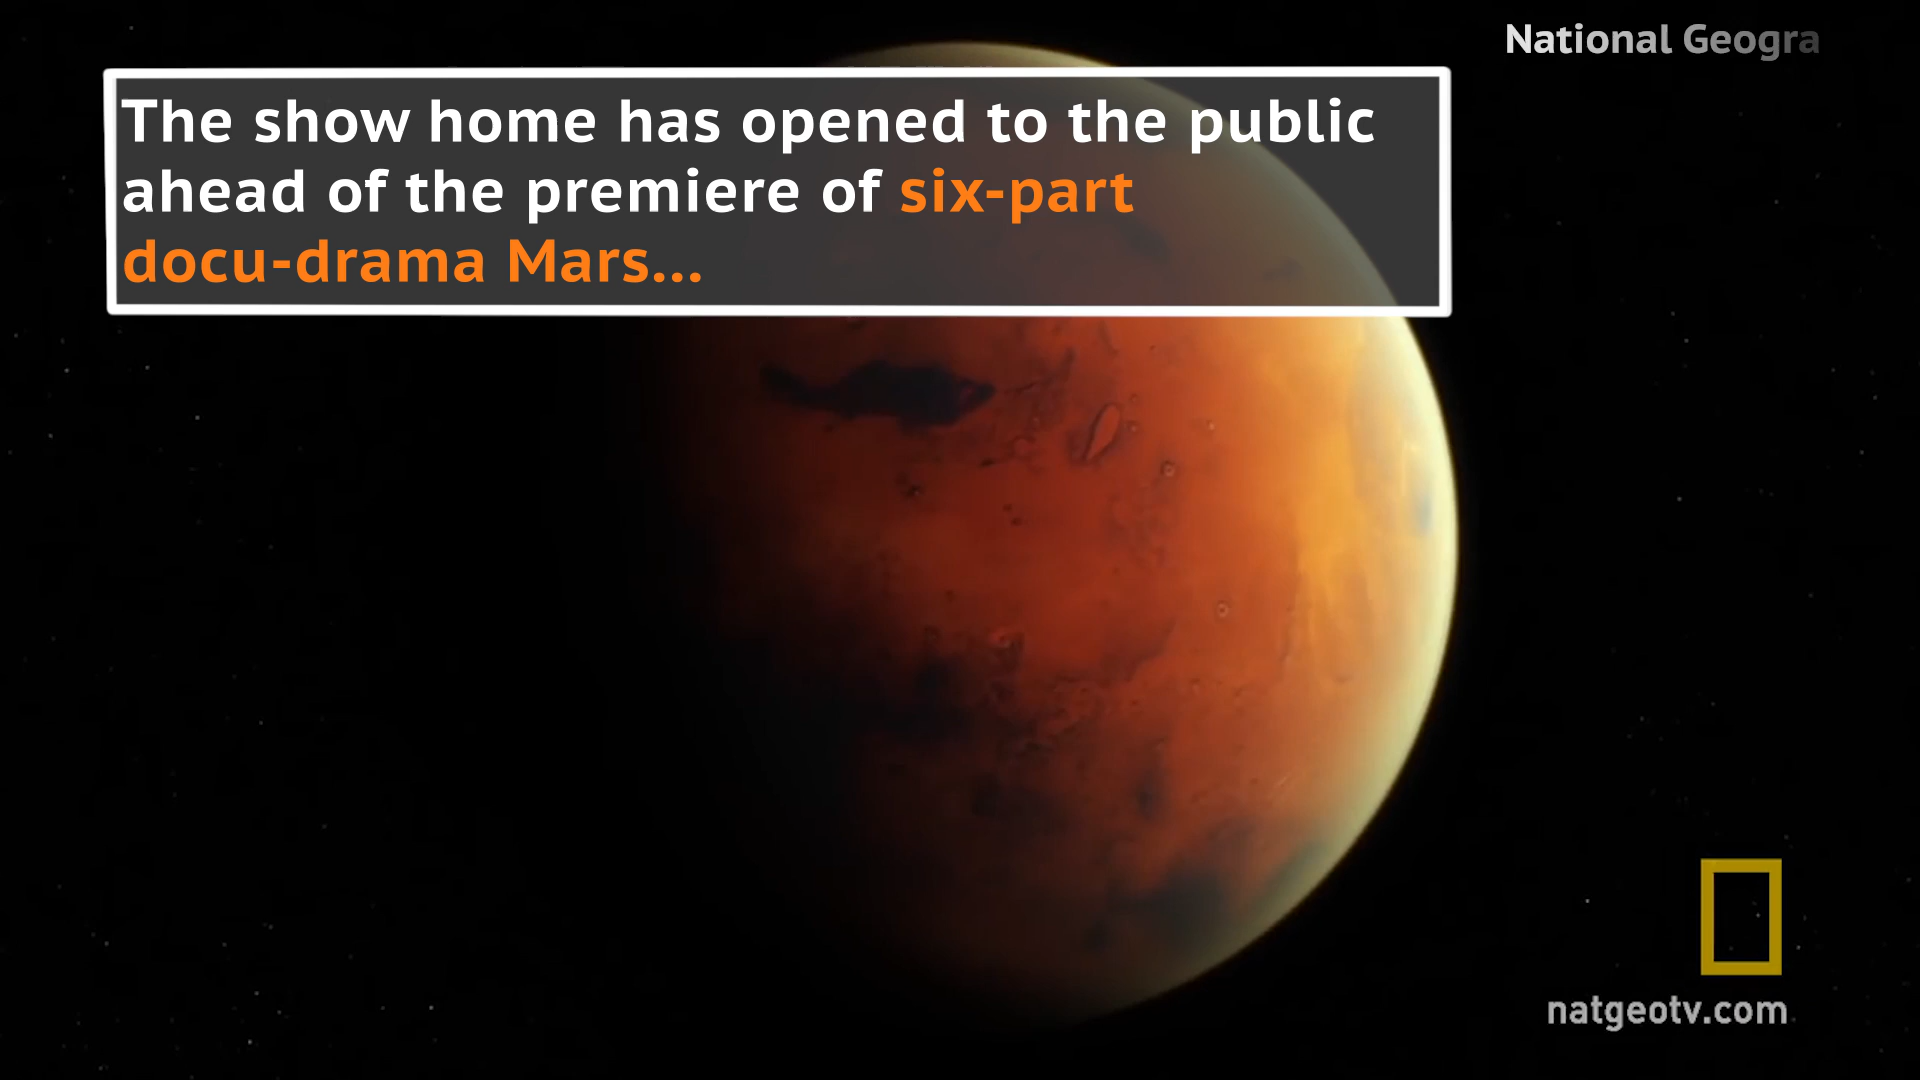 National Geogra
The show home has opened to the public
ahead of the premiere of six-part
docu-drama Mars...
natgeotv.com